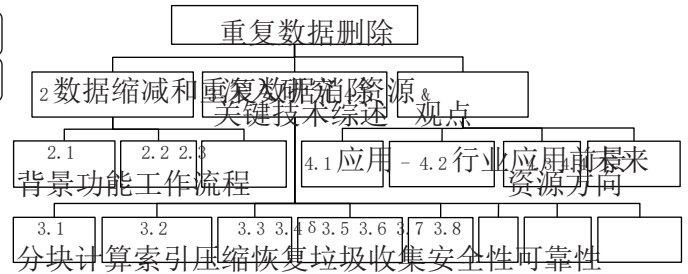 重复数据删除
2 数据缩减和重复数据消除资源 &
关键技术综述 观点
2.1 2.2 2.3
背景功能工作流程
4.1 应用 - 4.2 行业应用前景 未来
资源方向
3.1 3.2 3.3 3.4 δ 3.5 3.6 3.7 3.8
分块计算索引压缩恢复垃圾收集安全性可靠性